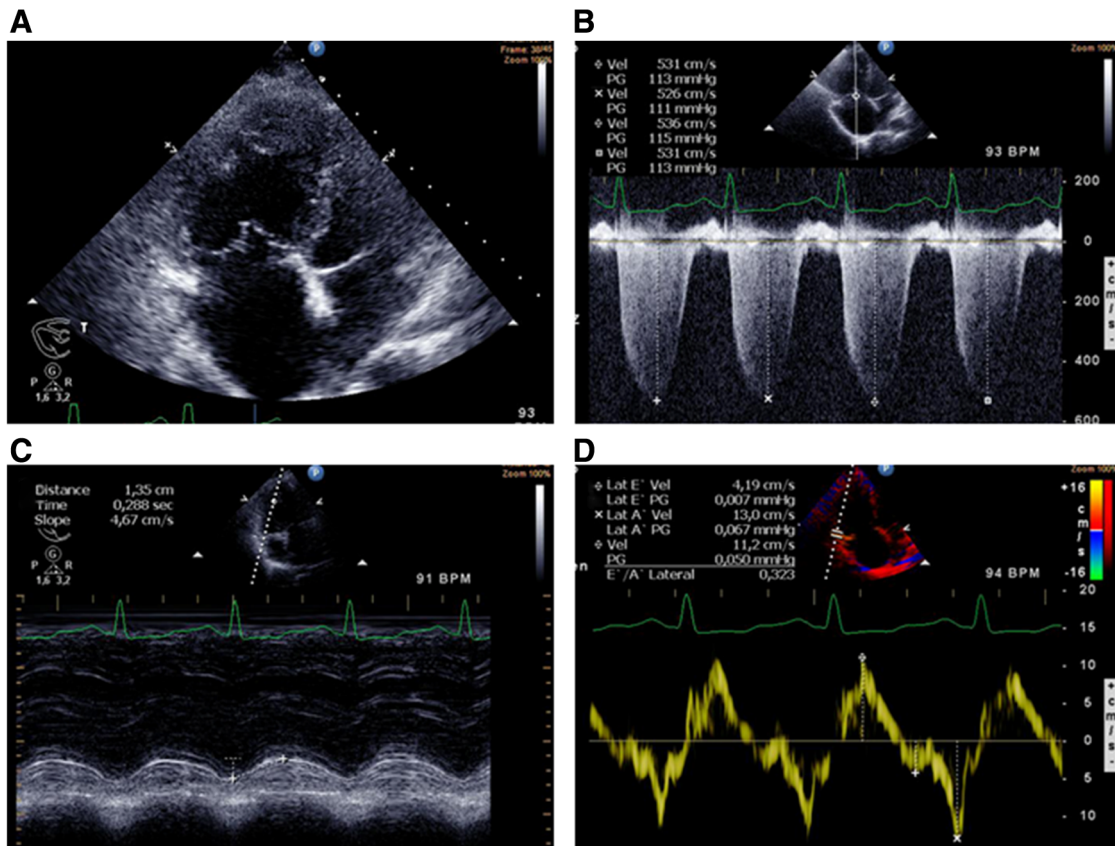 A
Frame: 38/45
Zoom 100%
P
T
G
P R
1,6 3,2
93
B
Zoom 100%
P
Vel 531 cm/s
PG 113 mmHg
× Vel 526 cm/s
PG 111 mmHg
Vel 536 cm/s
PG 115 mmHg
Vel 531 cm/s
PG 113 mmHg
93 BPM
200
0
200
400
600
+
c
m
/
s
-
C
Zoom 100%
P
Distance 1,35 cm
Time 0,288 sec
Slope 4,67 cm/s
G
P R
1,6 3,2
91 BPM
D
Zoom 100%
P
Lat E` Vel 4,19 cm/s
Lat E` PG 0,007 mmHg
× Lat A` Vel 13,0 cm/s
Lat A` PG 0,067 mmHg
Vel 11,2 cm/s
PG 0,050 mmHg
E`/A` Lateral 0,323
+16
c
m
/
s
-16
94 BPM
20
15
10
5
0
5
10
+
c
m
/
s
-